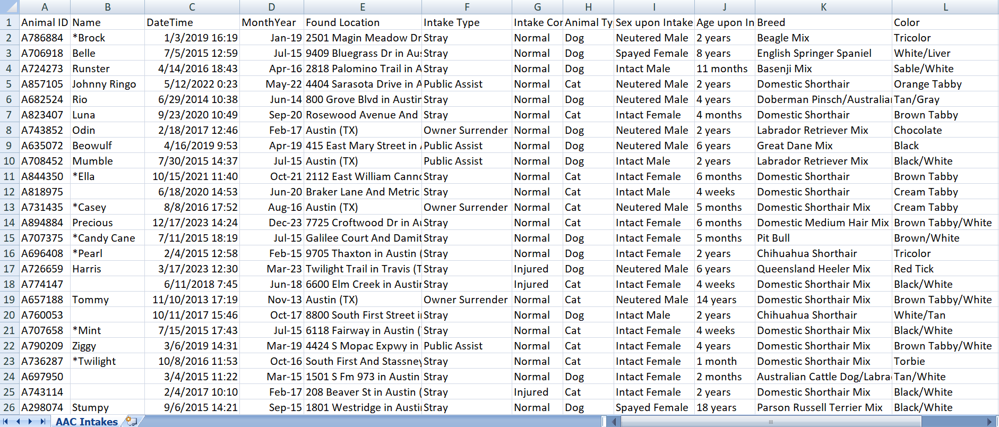 A B C D E F G H I J K L
1 Animal ID Name DateTime MonthYear Found Location Intake Type Intake Cor Animal Ty Sex upon Intake Age upon In Breed Color
2 A786884 *Brock 1/3/2019 16:19 Jan-19 2501 Magin Meadow Dr Stray Normal Dog Neutered Male 2 years Beagle Mix Tricolor
3 A706918 Belle 7/5/2015 12:59 Jul-15 9409 Bluegrass Dr in Aus Stray Normal Dog Spayed Female 8 years English Springer Spaniel White/Liver
4 A724273 Runster 4/14/2016 18:43 Apr-16 2818 Palomino Trail in A Stray Normal Dog Intact Male 11 months Basenji Mix Sable/White
5 A857105 Johnny Ringo 5/12/2022 0:23 May-22 4404 Sarasota Drive in A Public Assist Normal Cat Neutered Male 2 years Domestic Shorthair Orange Tabby
6 A682524 Rio 6/29/2014 10:38 Jun-14 800 Grove Blvd in Austin Stray Normal Dog Neutered Male 4 years Doberman Pinsch/Australian Tan/Gray
7 A823407 Luna 9/23/2020 10:49 Sep-20 Rosewood Avenue And Stray Normal Cat Intact Female 4 months Domestic Shorthair Brown Tabby
8 A743852 Odin 2/18/2017 12:46 Feb-17 Austin (TX) Owner Surrender Normal Dog Neutered Male 2 years Labrador Retriever Mix Chocolate
9 A635072 Beowulf 4/16/2019 9:53 Apr-19 415 East Mary Street in Public Assist Normal Dog Neutered Male 6 years Great Dane Mix Black
10 A708452 Mumble 7/30/2015 14:37 Jul-15 Austin (TX) Public Assist Normal Dog Intact Male 2 years Labrador Retriever Mix Black/White
11 A844350 *Ella 10/15/2021 11:40 Oct-21 2112 East William Canno Stray Normal Cat Intact Female 6 months Domestic Shorthair Brown Tabby
12 A818975 6/18/2020 14:53 Jun-20 Braker Lane And Metric Stray Normal Cat Intact Male 4 weeks Domestic Shorthair Cream Tabby
13 A731435 *Casey 8/8/2016 17:52 Aug-16 Austin (TX) Owner Surrender Normal Cat Neutered Male 5 months Domestic Shorthair Mix Cream Tabby
14 A894884 Precious 12/17/2023 14:24 Dec-23 7725 Croftwood Dr in Au Stray Normal Cat Intact Female 6 months Domestic Medium Hair Mix Brown Tabby/White
15 A707375 *Candy Cane 7/11/2015 18:19 Jul-15 Galilee Court And Damit Stray Normal Dog Intact Female 5 months Pit Bull Brown/White
16 A696408 *Pearl 2/4/2015 12:58 Feb-15 9705 Thaxton in Austin ( Stray Normal Dog Intact Female 2 years Chihuahua Shorthair Tricolor
17 A726659 Harris 3/17/2023 12:30 Mar-23 Twilight Trail in Travis (T Stray Injured Dog Neutered Male 6 years Queensland Heeler Mix Red Tick
18 A774147 6/11/2018 7:45 Jun-18 6600 Elm Creek in Austin Stray Injured Cat Intact Female 4 weeks Domestic Shorthair Mix Black/White
19 A657188 Tommy 11/10/2013 17:19 Nov-13 Austin (TX) Owner Surrender Normal Cat Neutered Male 14 years Domestic Shorthair Mix Brown Tabby/White
20 A760053 10/11/2017 15:46 Oct-17 8800 South First Street i Stray Normal Dog Intact Male 2 years Chihuahua Shorthair White/Tan
21 A707658 *Mint 7/15/2015 17:43 Jul-15 6118 Fairway in Austin ( Stray Normal Cat Intact Female 4 weeks Domestic Shorthair Mix Black/White
22 A790209 Ziggy 3/6/2019 14:31 Mar-19 4424 S Mopac Expwy in Public Assist Normal Cat Intact Female 4 years Domestic Shorthair Mix Brown Tabby/White
23 A736287 *Twilight 10/8/2016 11:53 Oct-16 South First And Stassney Stray Normal Cat Intact Female 1 month Domestic Shorthair Mix Torbie
24 A697950 3/4/2015 11:22 Mar-15 1501 S Fm 973 in Austin Stray Normal Dog Intact Female 2 months Australian Cattle Dog/Labra Tan/White
25 A743114 2/4/2017 10:10 Feb-17 208 Beaver St in Austin ( Stray Injured Cat Intact Female 2 years Domestic Shorthair Mix Black/White
26 A298074 Stumpy 9/6/2015 14:21 Sep-15 1801 Westridge in Austin Stray Normal Dog Spayed Female 18 years Parson Russell Terrier Mix Black/White
AAC Intakes